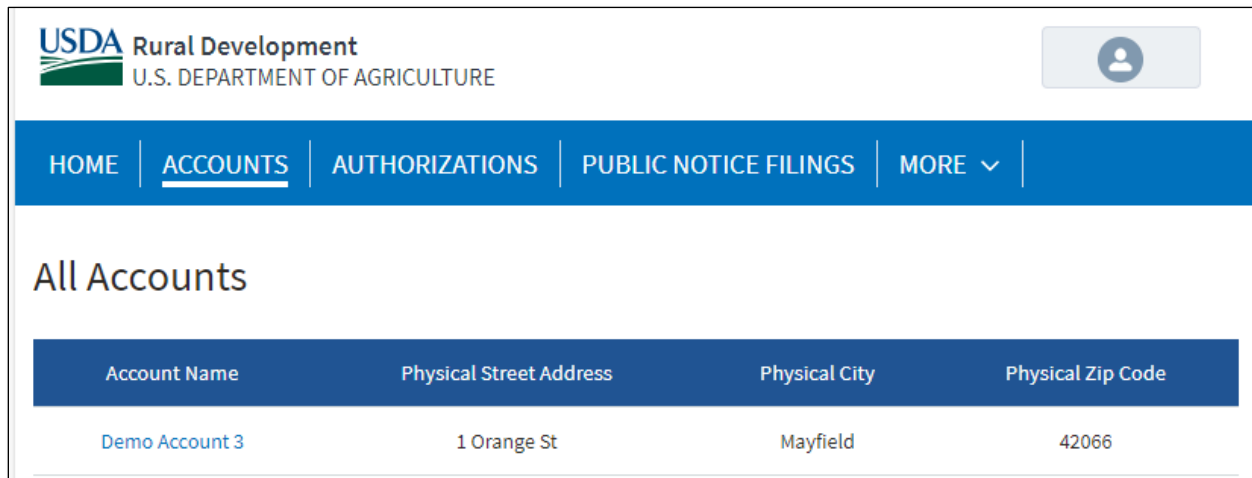 USDA Rural Development
U.S. DEPARTMENT OF AGRICULTURE
HOME ACCOUNTS AUTHORIZATIONS PUBLIC NOTICE FILINGS MORE
All Accounts
Account Name Physical Street Address Physical City Physical Zip Code
Demo Account 3 1 Orange St Mayfield 42066